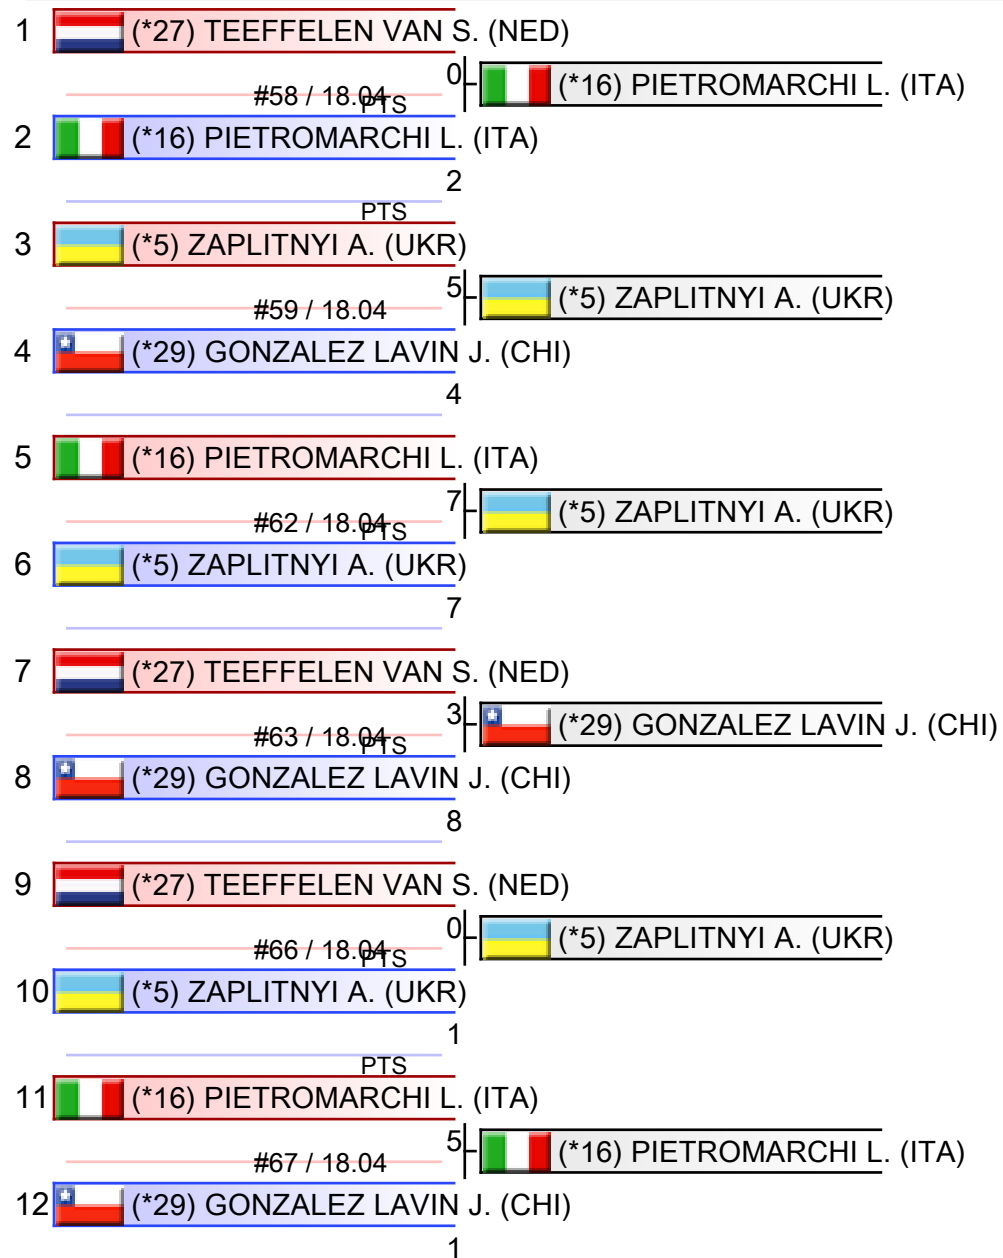 1 (*27) TEEFFELEN VAN S. (NED)
0 (*16) PIETROMARCHI L. (ITA)
#58 / 18.04 PTS
2 (*16) PIETROMARCHI L. (ITA)
2
PTS
3 (*5) ZAPLITNYI A. (UKR)
5 (*5) ZAPLITNYI A. (UKR)
#59 / 18.04
4 (*29) GONZALEZ LAVIN J. (CHI)
4
5 (*16) PIETROMARCHI L. (ITA)
7 (*5) ZAPLITNYI A. (UKR)
#62 / 18.04 PTS
6 (*5) ZAPLITNYI A. (UKR)
7
7 (*27) TEEFFELEN VAN S. (NED)
3 (*29) GONZALEZ LAVIN J. (CHI)
#63 / 18.04 PTS
8 (*29) GONZALEZ LAVIN J. (CHI)
8
9 (*27) TEEFFELEN VAN S. (NED)
0 (*5) ZAPLITNYI A. (UKR)
#66 / 18.04 PTS
10 (*5) ZAPLITNYI A. (UKR)
1
PTS
11 (*16) PIETROMARCHI L. (ITA)
5 (*16) PIETROMARCHI L. (ITA)
#67 / 18.04
12 (*29) GONZALEZ LAVIN J. (CHI)
1